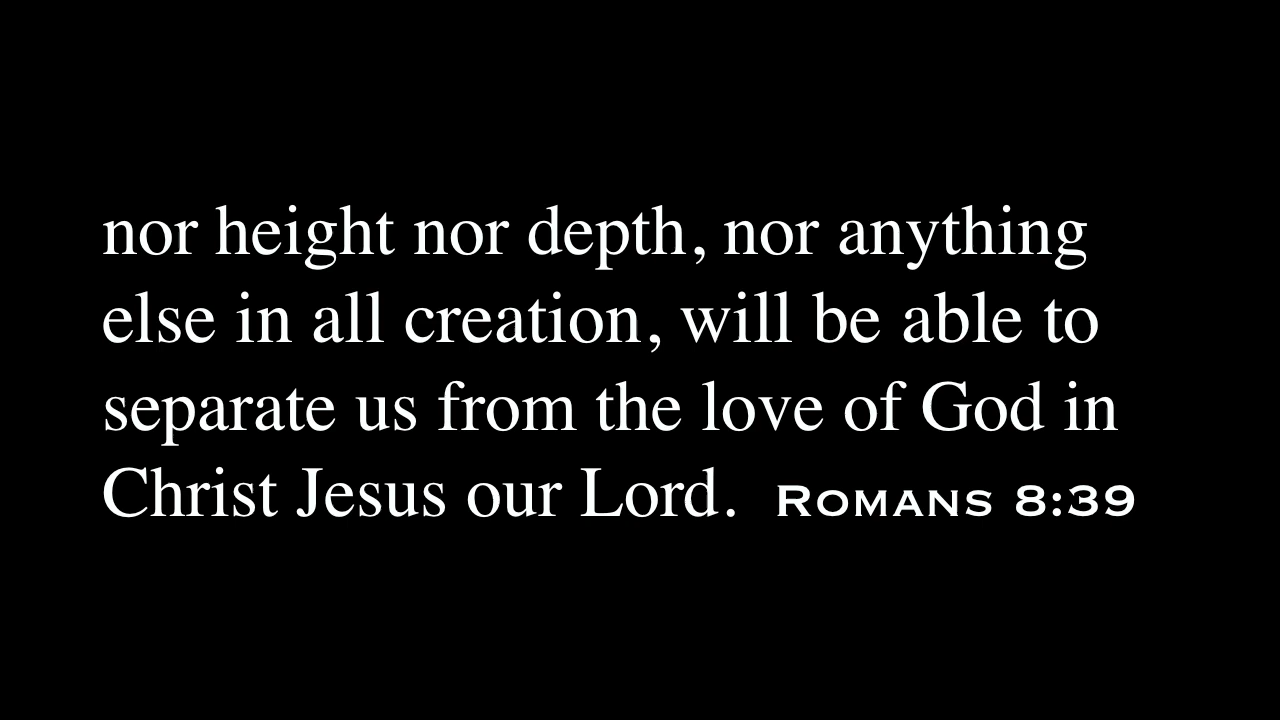 nor height nor depth, nor anything
else in all creation, will be able to
separate us from the love of God in
Christ Jesus our Lord. Romans 8:39